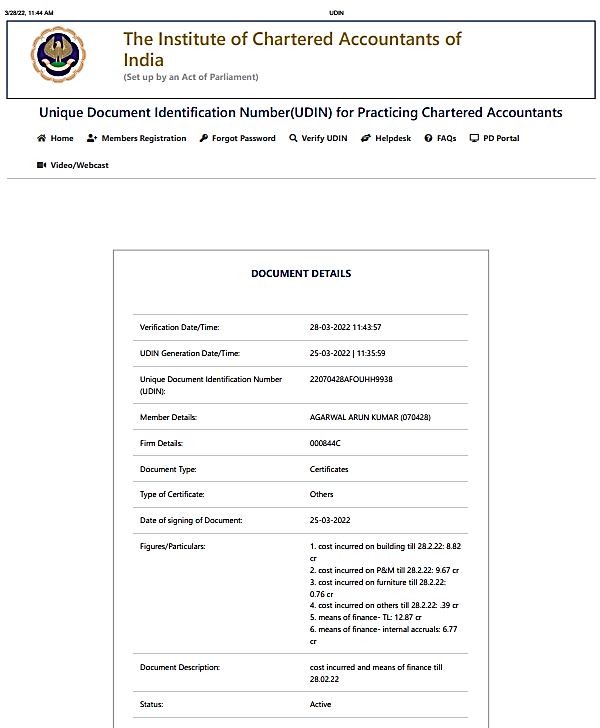 3/28/22, 11:44 AM UDIN
The Institute of Chartered Accountants of
India
(Set up by an Act of Parliament)
Unique Document Identification Number(UDIN) for Practicing Chartered Accountants
Home Members Registration Forgot Password Verify UDIN Helpdesk FAQs PD Portal
Video/Webcast
DOCUMENT DETAILS
Verification Date/Time: 28-03-2022 11:43:57
UDIN Generation Date/Time: 25-03-2022 | 11:35:59
Unique Document Identification Number 22070428AFOUHH9938
(UDIN):
Member Details: AGARWAL ARUN KUMAR (070428)
Firm Details: 000844C
Document Type: Certificates
Type of Certificate: Others
Date of signing of Document: 25-03-2022
Figures/Particulars: 1. cost incurred on building till 28.2.22: 8.82
cr
2. cost incurred on P&M till 28.2.22: 9.67 cr
3. cost incurred on furniture till 28.2.22:
0.76 cr
4. cost incurred on others till 28.2.22: .39 cr
5. means of finance- TL: 12.87 cr
6. means of finance- internal accruals: 6.77
cr
Document Description: cost incurred and means of finance till
28.02.22
Status: Active